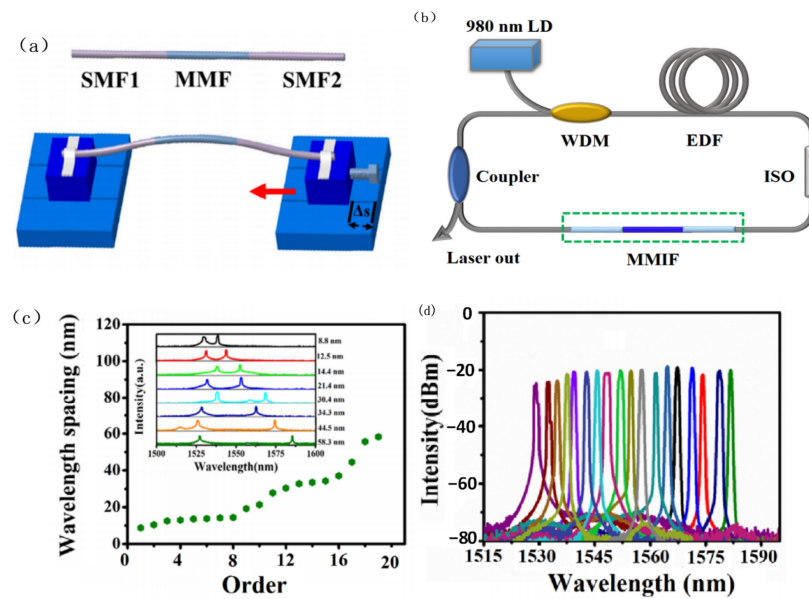 (a)
SMF1 MMF SMF2
Δs
(b)
980 nm LD
WDM
EDF
Coupler
ISO
Laser out
MMIF
(c)
Wavelength spacing (nm)
120
100
80
60
40
20
0
0 4 8 12 16 20
Order
Intensity(a.u.)
8.8 nm
12.5 nm
14.4 nm
21.4 nm
30.4 nm
34.3 nm
44.5 nm
58.3 nm
1500 1525 1550 1575 1600
Wavelength(nm)
(d)
Intensity(dBm)
0
−20
−40
−60
−80
1515 1530 1545 1560 1575 1590
Wavelength (nm)